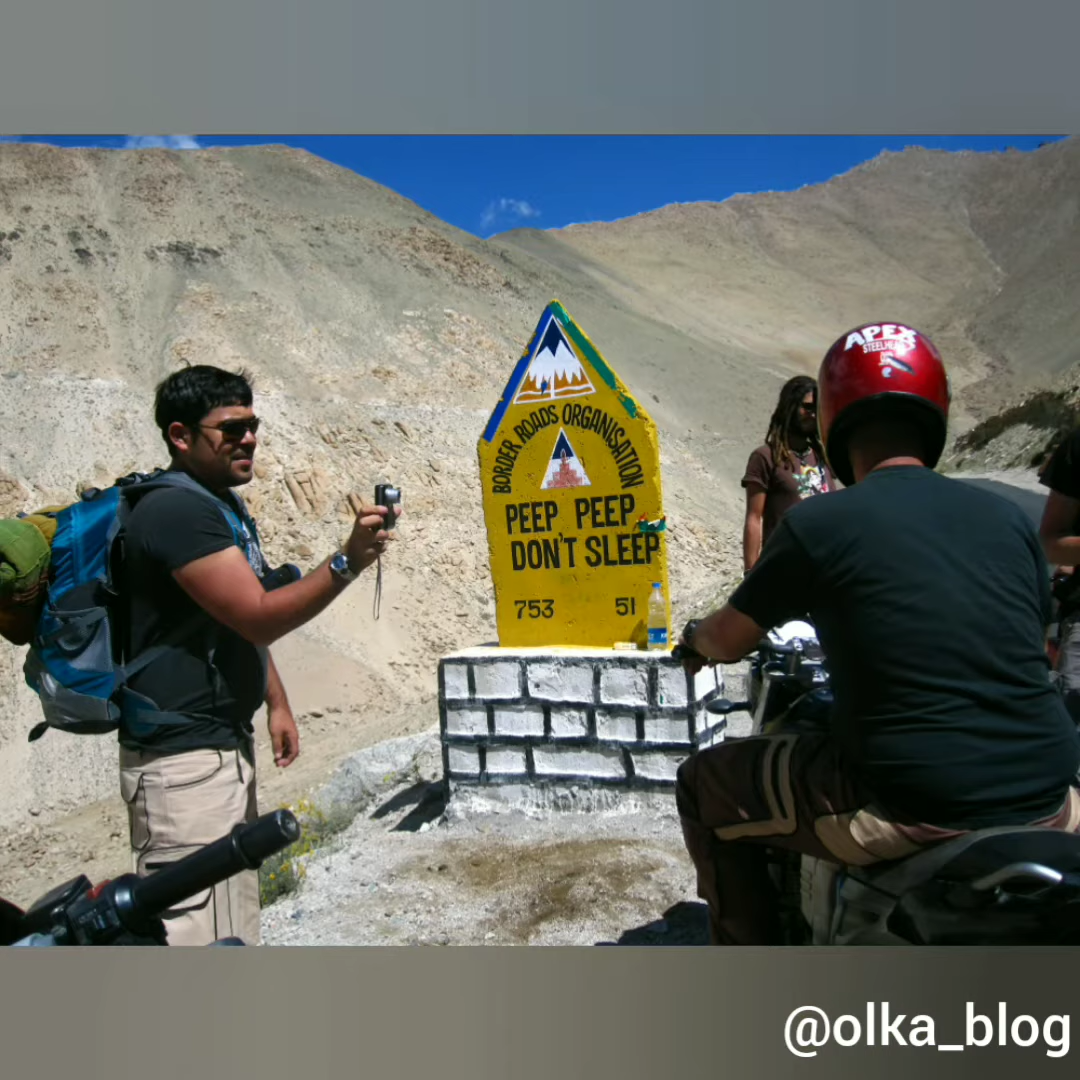 BORDER ROADS ORGANISATION
PEEP PEEP
DON'T SLEEP
753 51
APEX
@olka_blog